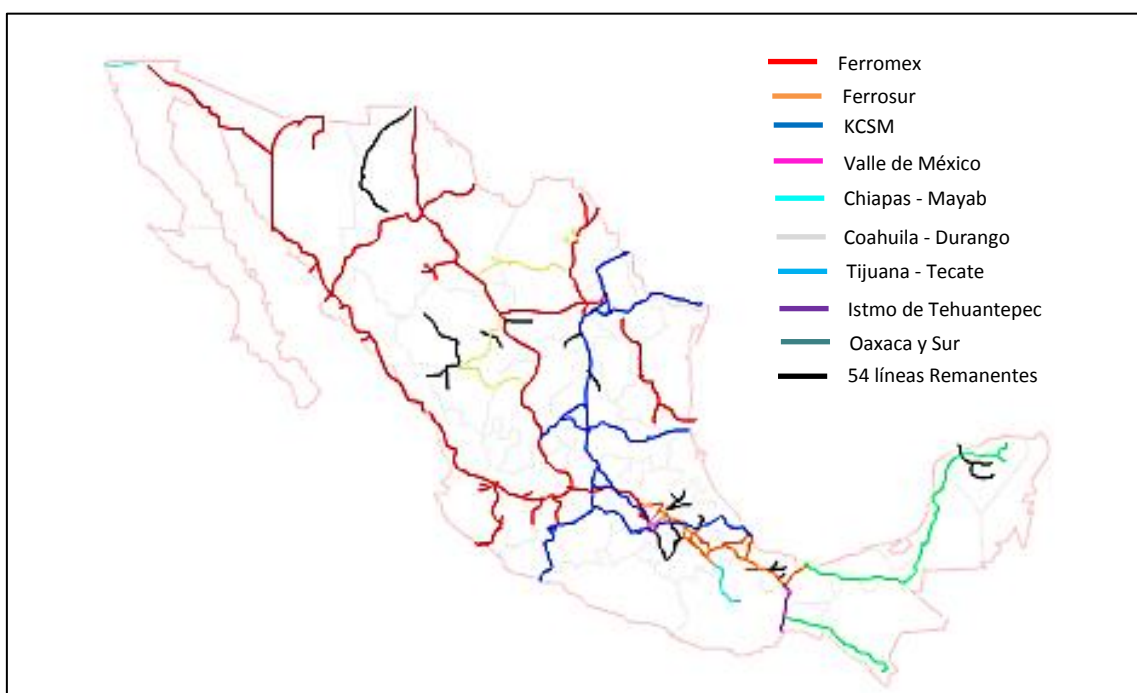 Ferromex
Ferrosur
KCSM
Valle de México
Chiapas - Mayab
Coahuila - Durango
Tijuana - Tecate
Istmo de Tehuantepec
Oaxaca y Sur
54 líneas Remanentes